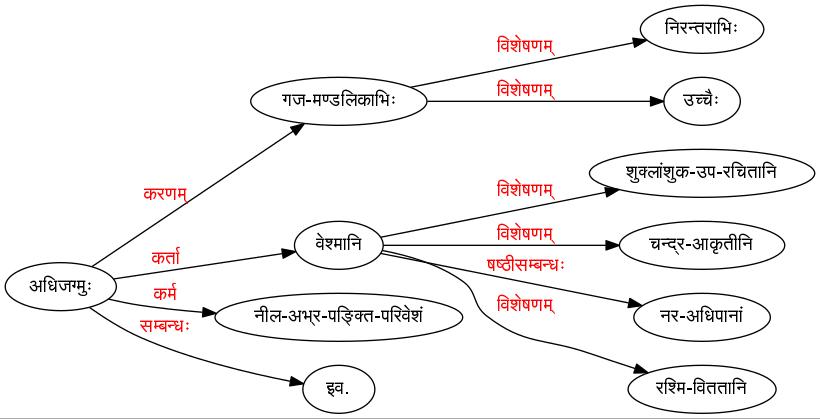 निरन्तराभिः
विशेषणम्
गज-मण्डलिकाभिः
विशेषणम्
उच्चैः
शुक्लांशुक-उप-रचितानि
करणम्
विशेषणम्
वेश्मानि
विशेषणम्
चन्द्र-आकृतीनि
कर्ता
षष्ठीसम्बन्धः
अधिजग्मुः
कर्म
विशेषणम्
नर-अधिपानां
नील-अभ्र-पङ्क्ति-परिवेशं
सम्बन्धः
इव.
रश्मि-विततानि